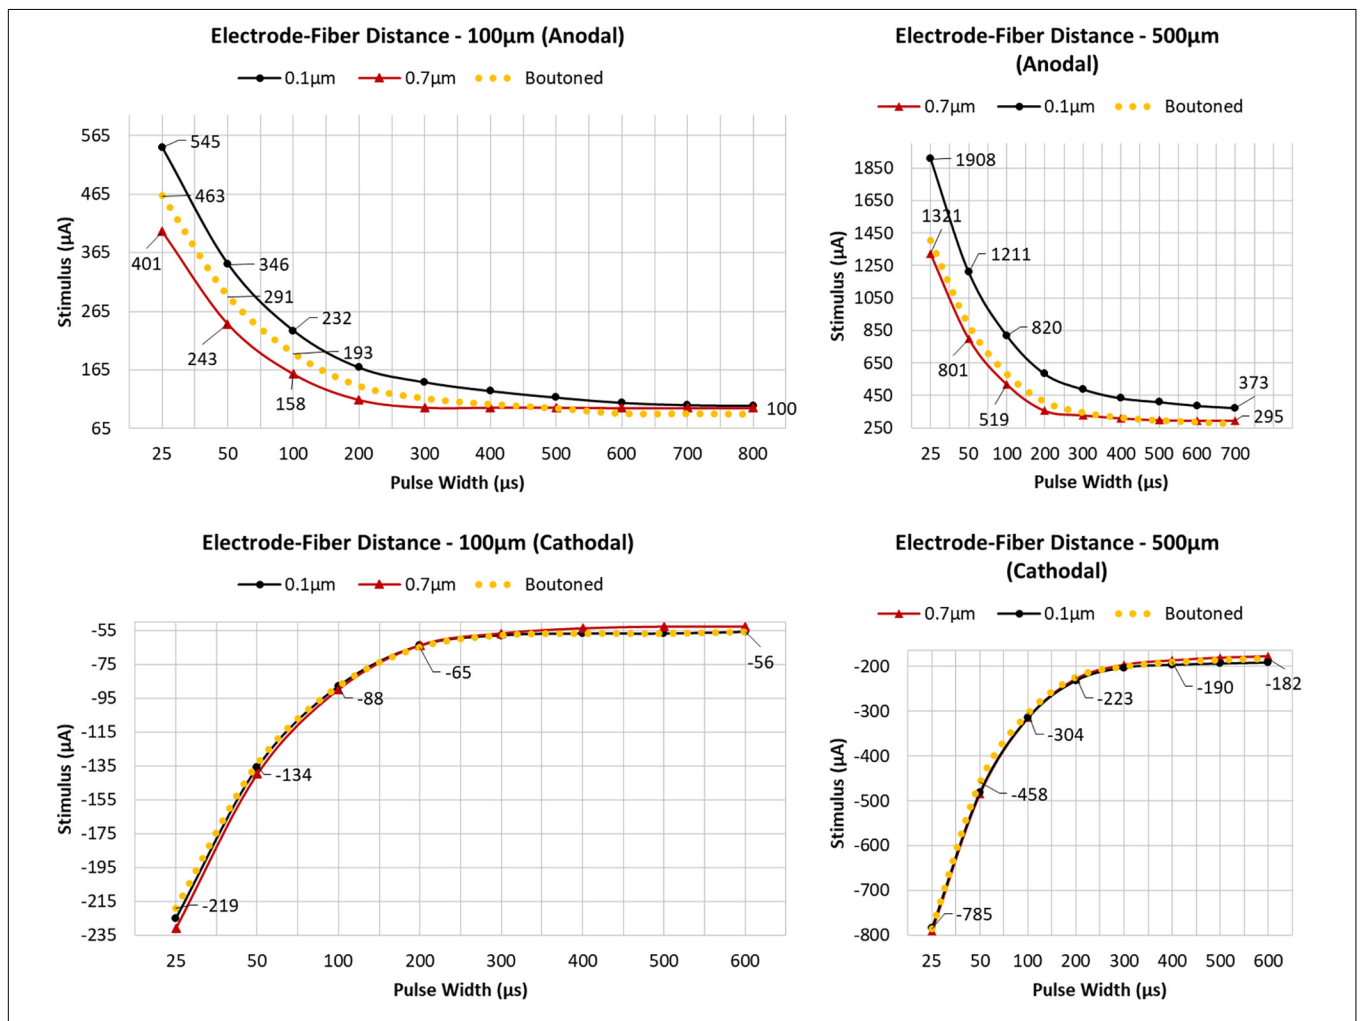 Electrode-Fiber Distance - 100µm (Anodal)
0.1µm 0.7µm Boutoned
565
465
365
265
165
65
Stimulus (µA)
545
463
401
346
291
243
232
193
158
100
25 50 100 200 300 400 500 600 700 800
Pulse Width (µs)
Electrode-Fiber Distance - 500µm
(Anodal)
0.7µm 0.1µm Boutoned
1850
1650
1450
1250
1050
850
650
450
250
Stimulus (µA)
1908
1321
1211
801
820
519
373
295
25 50 100 200 300 400 500 600 700
Pulse Width (µs)
Electrode-Fiber Distance - 100µm (Cathodal)
0.1µm 0.7µm Boutoned
-55
-75
-95
-115
-135
-155
-175
-195
-215
-235
Stimulus (µA)
-219
-134
-88
-65
-56
25 50 100 200 300 400 500 600
Pulse Width (µs)
Electrode-Fiber Distance - 500µm
(Cathodal)
0.7µm 0.1µm Boutoned
-200
-300
-400
-500
-600
-700
-800
Stimulus (µA)
-785
-458
-304
-223
-190
-182
25 50 100 200 300 400 500 600
Pulse Width (µs)